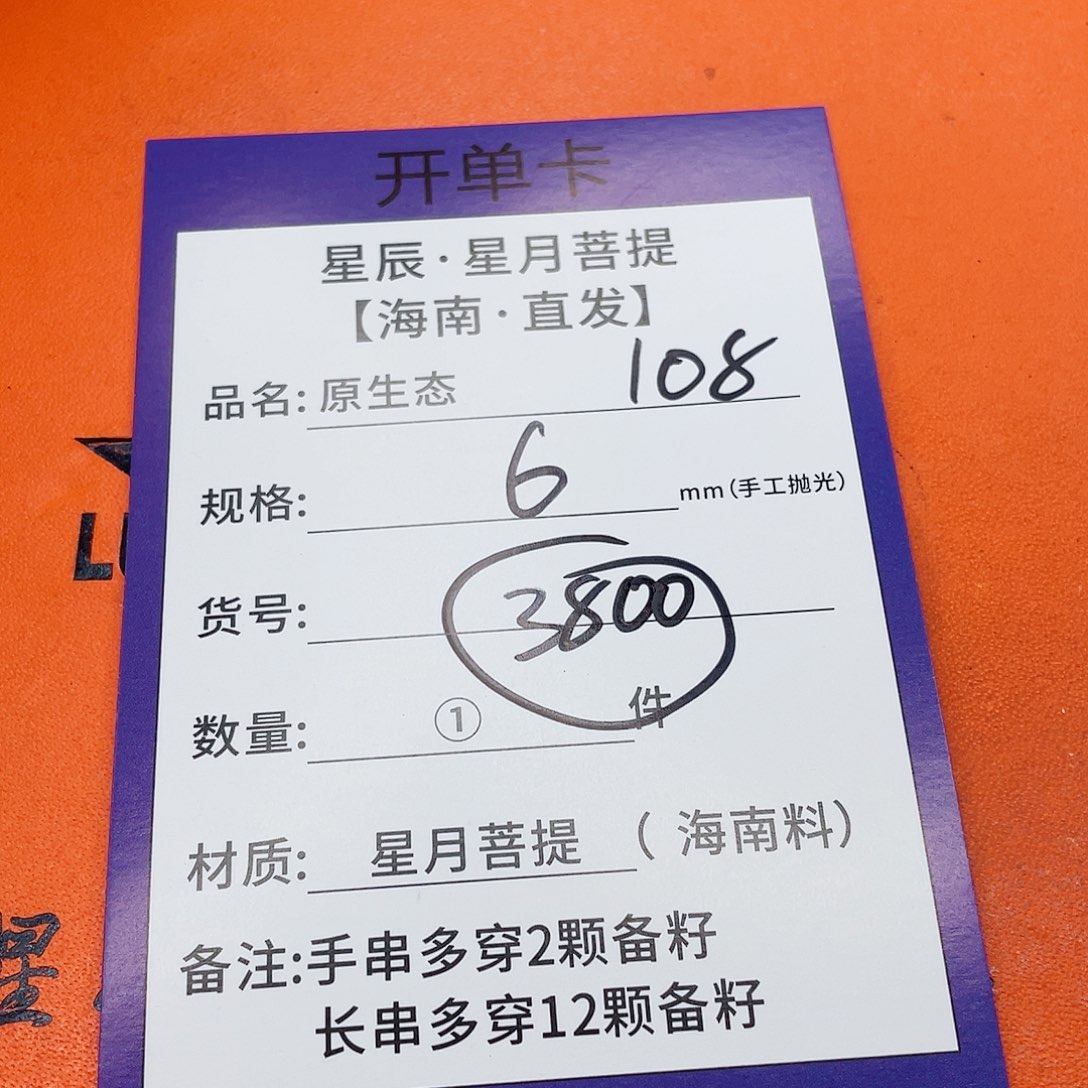 开单卡
星辰·星月菩提
【海南·直发】
品名:原生态 108
规格: 6 mm(手工抛光)
货号: 3800
数量: ① 件
材质: 星月菩提 (海南料)
备注:手串多穿2颗备籽
长串多穿12颗备籽